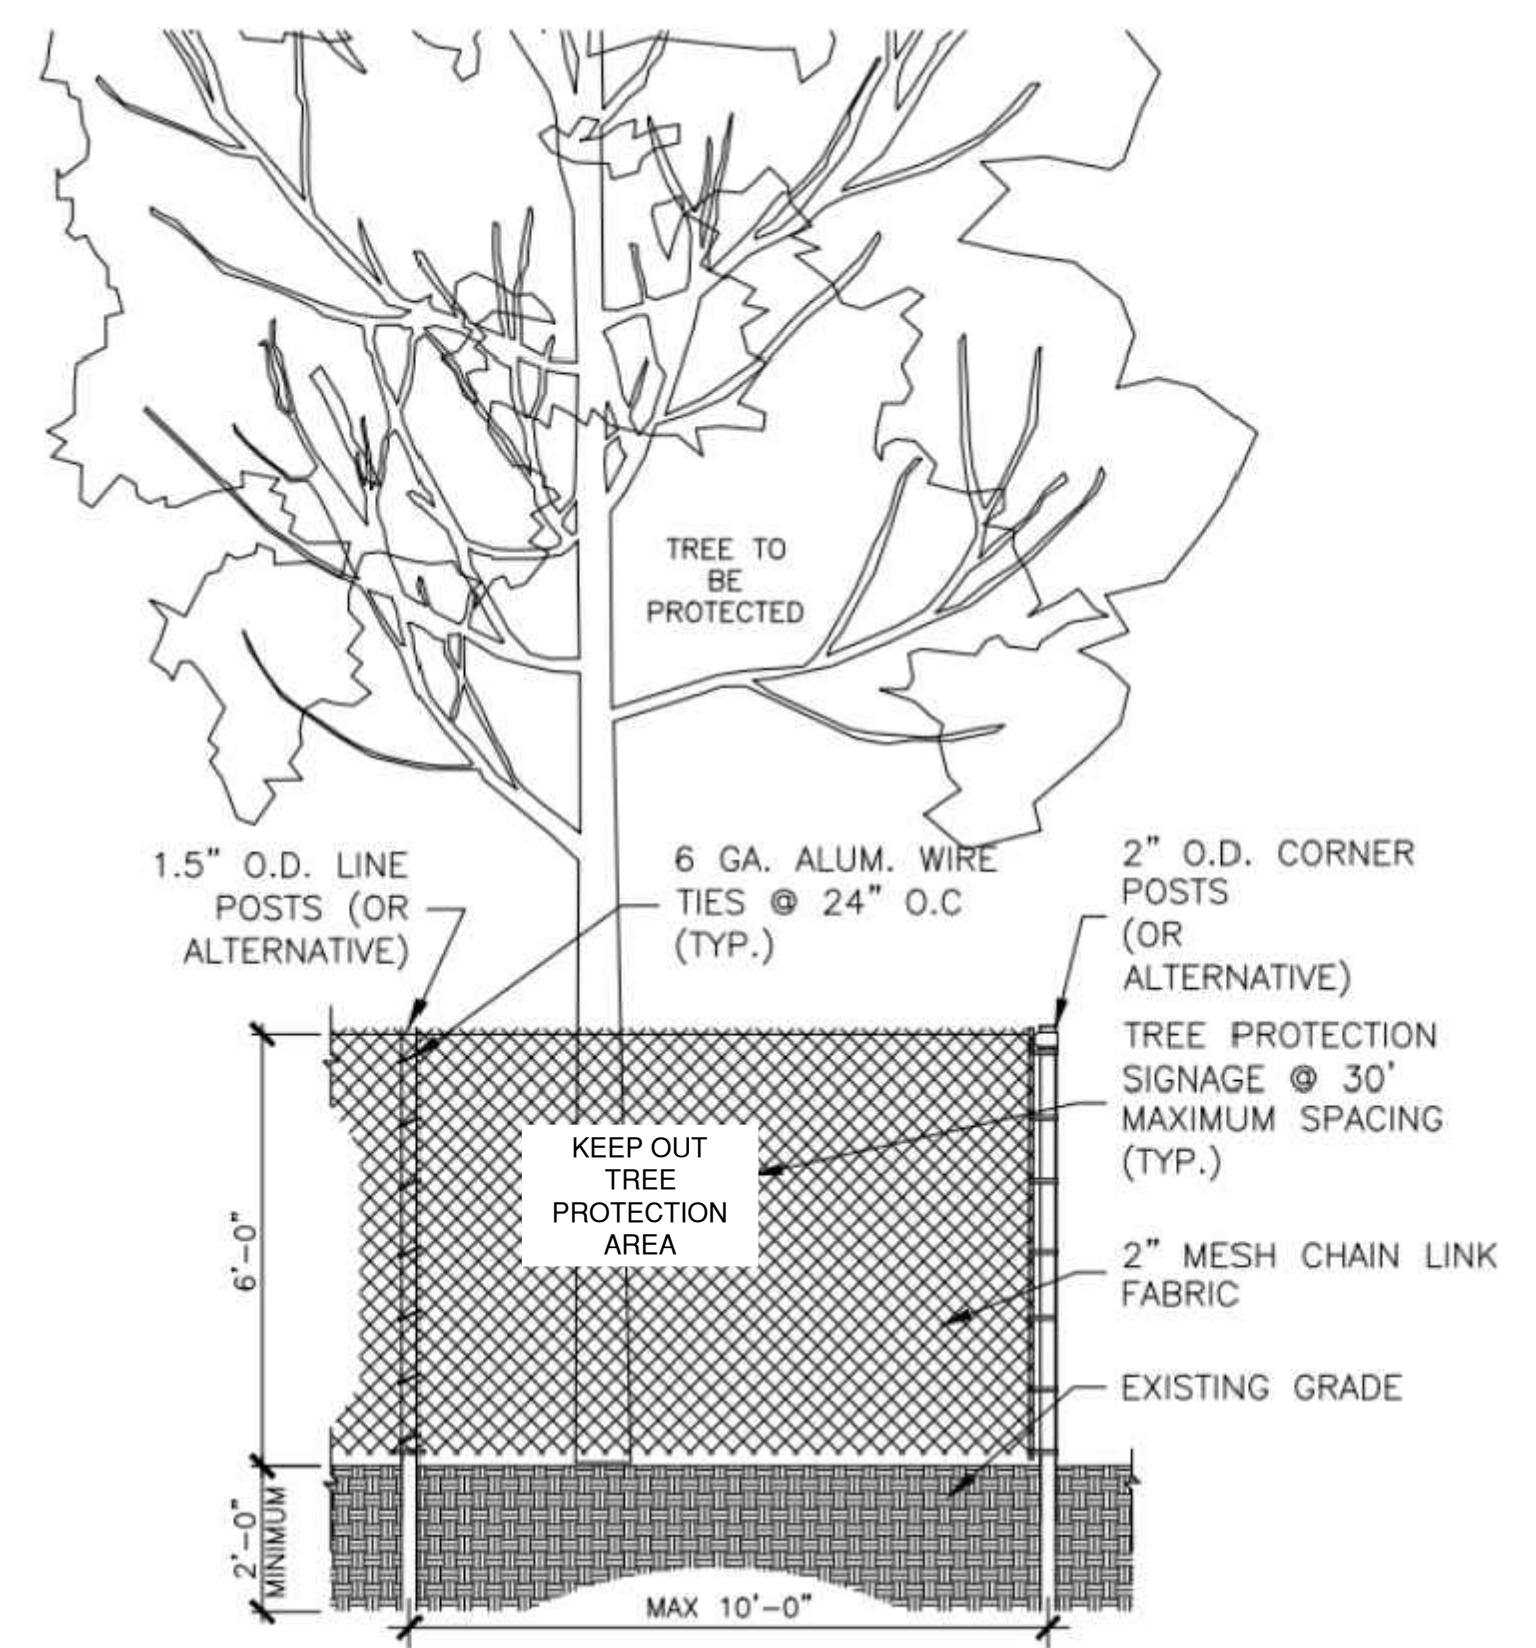 TREE TO
BE
PROTECTED
1.5" O.D. LINE
POSTS (OR
ALTERNATIVE)
6 GA. ALUM. WIRE
TIES @ 24" O.C
(TYP.)
2" O.D. CORNER
POSTS
(OR
ALTERNATIVE)
TREE PROTECTION
SIGNAGE @ 30'
MAXIMUM SPACING
(TYP.)
KEEP OUT
TREE
PROTECTION
AREA
2" MESH CHAIN LINK
FABRIC
EXISTING GRADE
6'-0"
2'-0"
MINIMUM
MAX 10'-0"